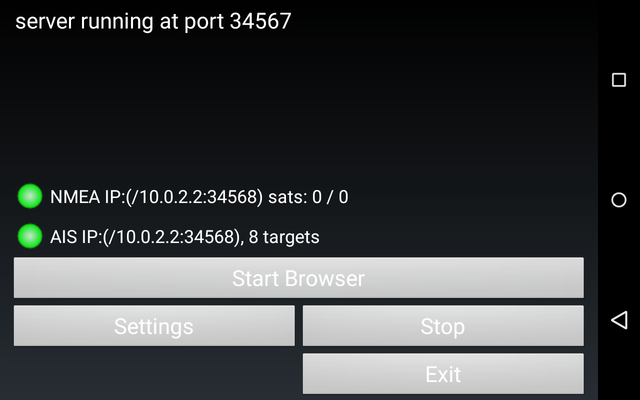 server running at port 34567
NMEA IP:(/10.0.2.2:34568) sats: 0 / 0
AIS IP:(/10.0.2.2:34568), 8 targets
Start Browser
Settings
Stop
Exit